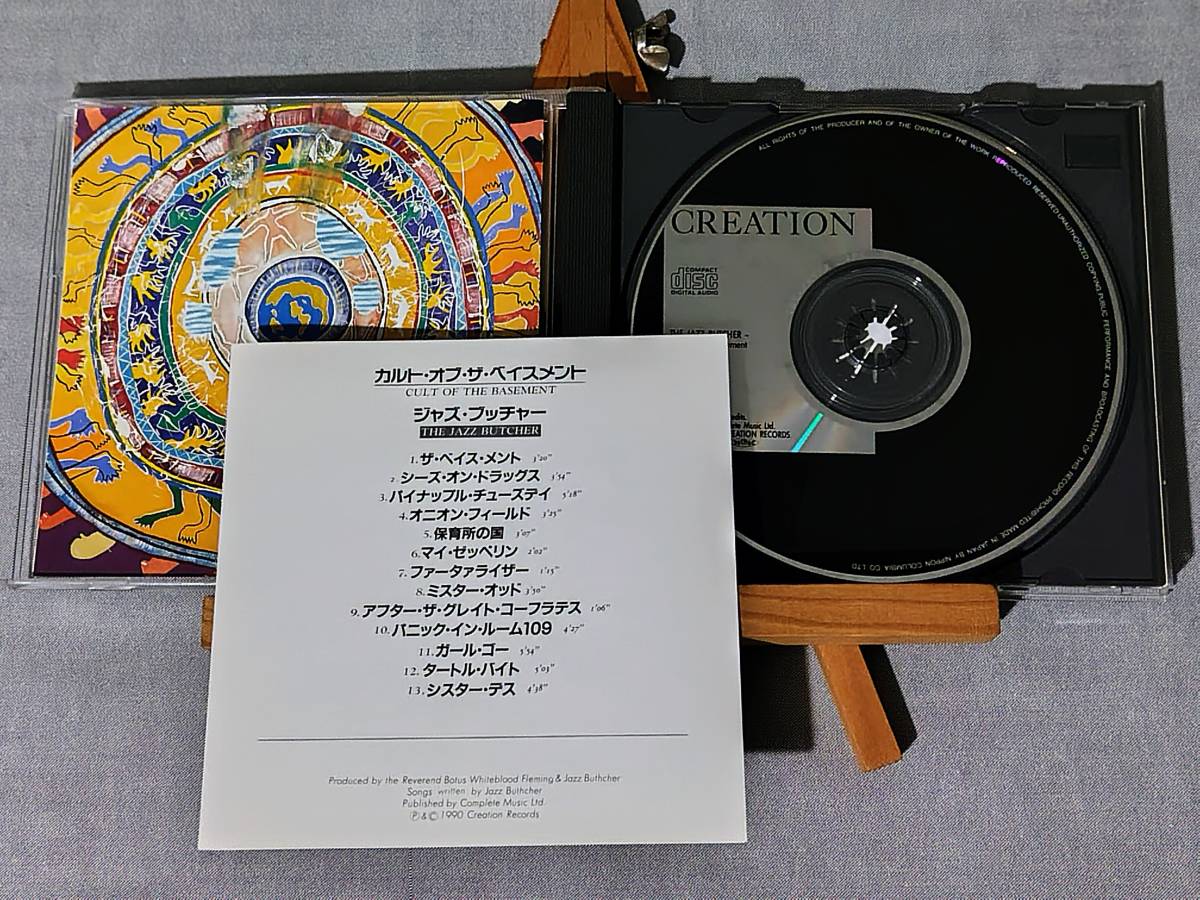 カルト・オブ・ザ・ベイスメント
CULT OF THE BASEMENT
ジャズ・ブッチャー
THE JAZZ BUTCHER
1. ザ・ベイス・メント 3'20"
2. シーズ・オン・ドラッグス 3'54"
3. パイナップル・チューズデイ 5'18"
4. オニオン・フィールド 3'25"
5. 保育所の国 3'07"
6. マイ・ゼッペリン 2'02"
7. ファータァライザー 1'15"
8. ミスター・オッド 3'30"
9. アフター・ザ・グレイト・ユーフラテス 1'06"
10. パニック・イン・ルーム109 4'27"
11. ガール・ゴー 5'54"
12. タートル・バイト 5'03"
13. シスター・デス 4'38"
Produced by the Reverend Botus Whiteblood Fleming & Jazz Buthcher
Songs written by Jazz Buthcher
Published by Complete Music Ltd.
Ⓟ&© 1990 Creation Records
CREATION
COMPACT
disc
DIGITAL AUDIO
THE JAZZ BUTCHER –
Music Ltd.
CREATION RECORDS
ALL RIGHTS OF THE PRODUCER AND OF THE OWNER OF THE WORK REPRODUCED RESERVED UNAUTHORIZED COPYING PUBLIC PERFORMANCE AND BROADCASTING OF THIS RECORD PROHIBITED MADE IN JAPAN BY NIPPON COLUMBIA CO LTD